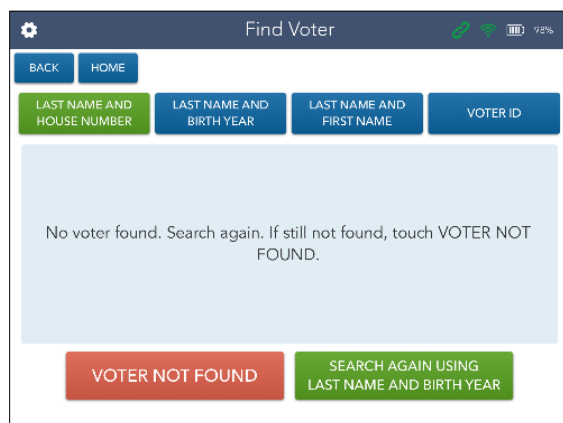 Find Voter
98%
BACK
HOME
LAST NAME AND
HOUSE NUMBER
LAST NAME AND
BIRTH YEAR
LAST NAME AND
FIRST NAME
VOTER ID
No voter found. Search again. If still not found, touch VOTER NOT
FOUND.
VOTER NOT FOUND
SEARCH AGAIN USING
LAST NAME AND BIRTH YEAR